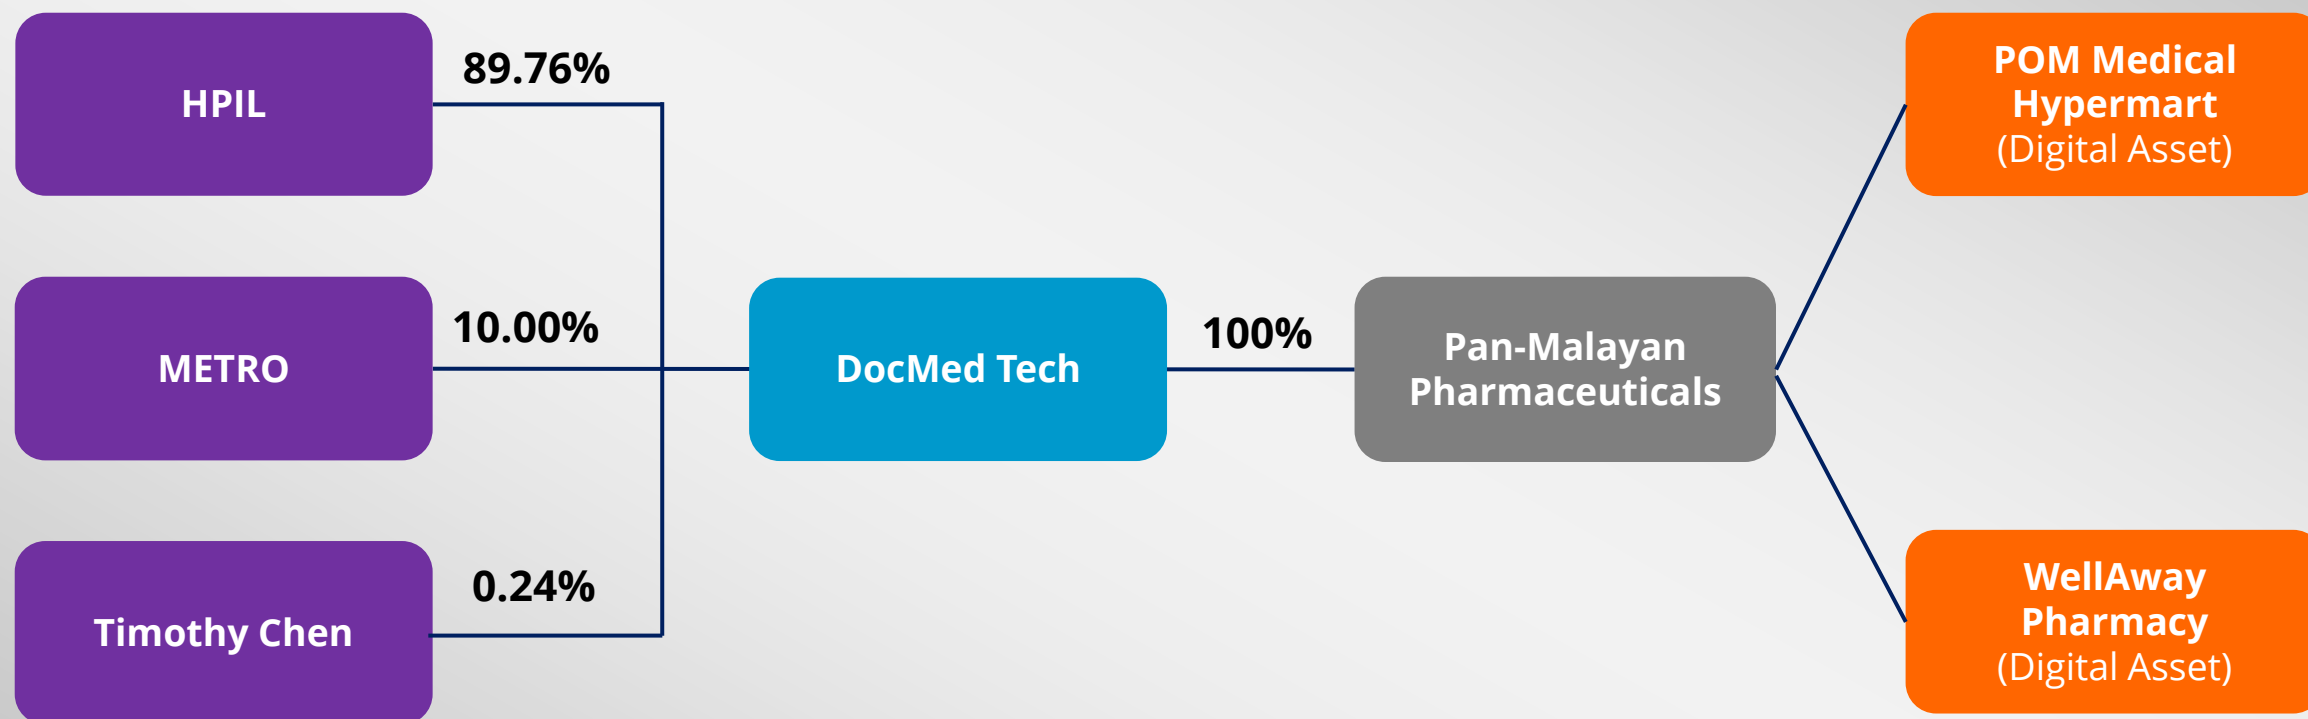 HPIL
89.76%
METRO
10.00%
Timothy Chen
0.24%
DocMed Tech
100%
Pan-Malayan
Pharmaceuticals
POM Medical
Hypermart
(Digital Asset)
WellAway
Pharmacy
(Digital Asset)